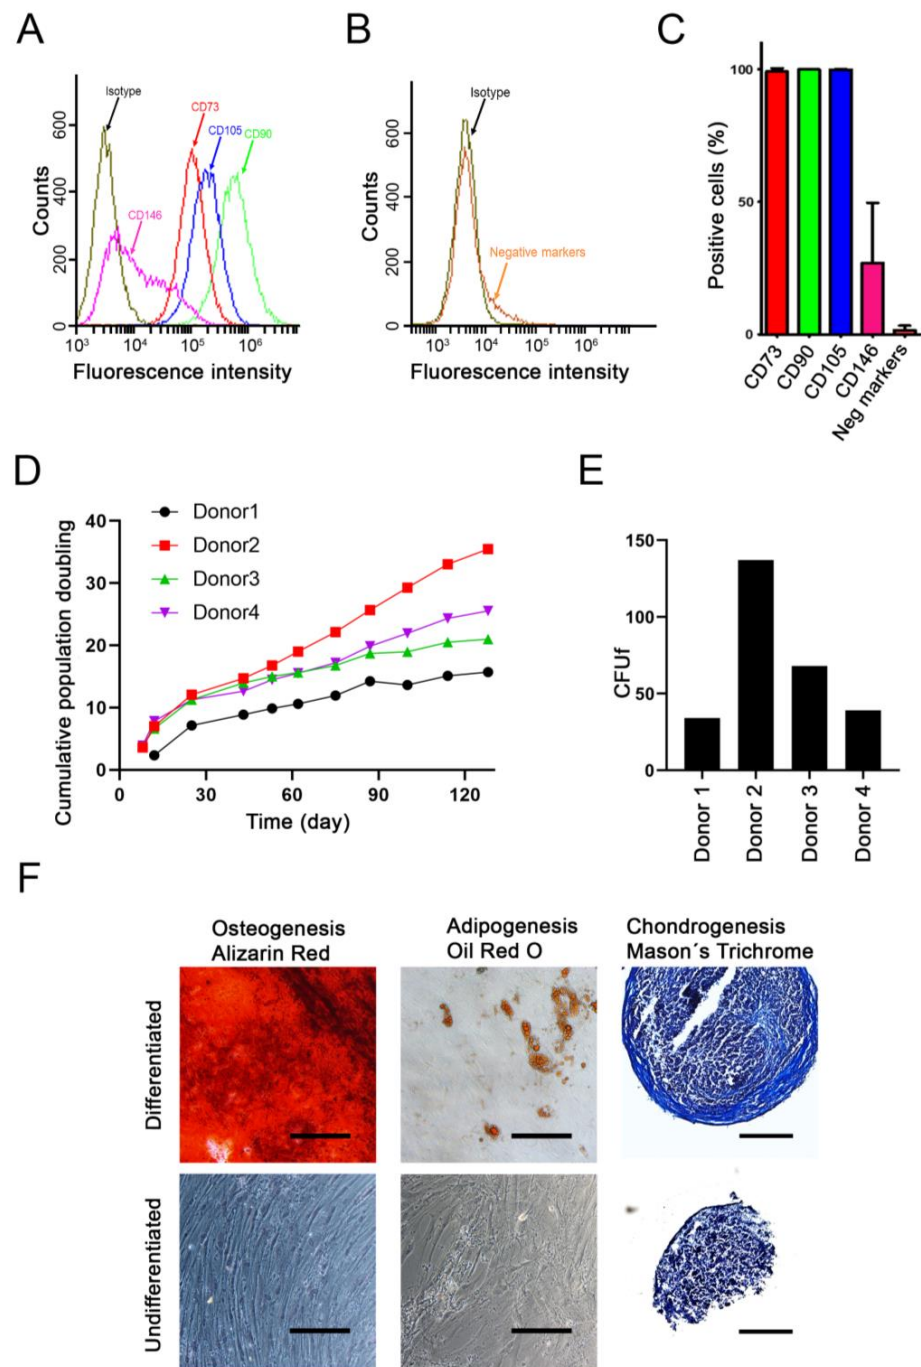 A
Isotype
CD73
CD105
CD90
CD146
Counts
600
400
200
0
10³ 10⁴ 10⁵ 10⁶
Fluorescence intensity
B
Isotype
Negative markers
Counts
600
400
200
0
10³ 10⁴ 10⁵ 10⁶
Fluorescence intensity
C
Positive cells (%)
100
50
0
CD73
CD90
CD105
CD146
Neg markers
D
Cumulative population doubling
40
30
20
10
0
Donor1
Donor2
Donor3
Donor4
0 30 60 90 120
Time (day)
E
CFUf
150
100
50
0
Donor 1
Donor 2
Donor 3
Donor 4
F
Osteogenesis
Alizarin Red
Adipogenesis
Oil Red O
Chondrogenesis
Mason´s Trichrome
Differentiated
Undifferentiated